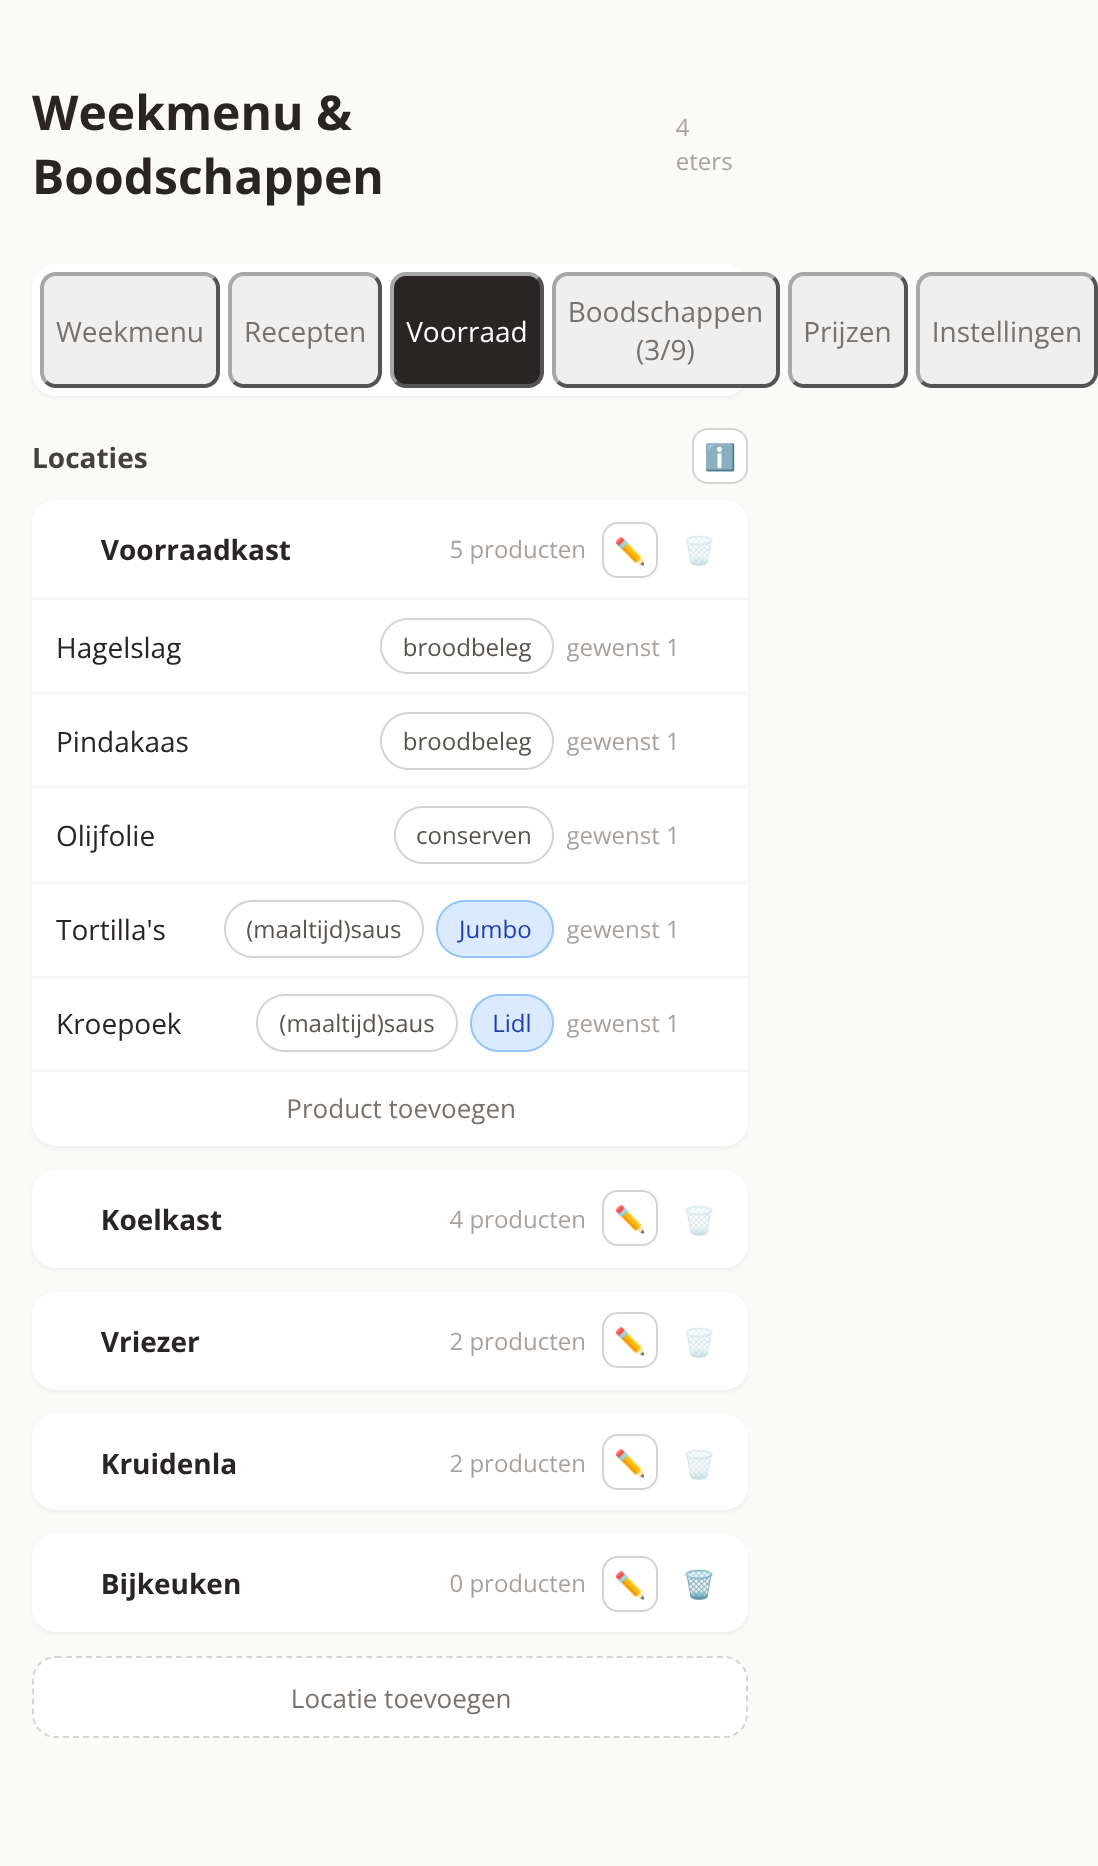 Weekmenu &
Boodschappen
4
eters
Weekmenu
Recepten
Voorraad
Boodschappen
(3/9)
Prijzen
Instellingen
Locaties
Voorraadkast 5 producten
Hagelslag broodbeleg gewenst 1
Pindakaas broodbeleg gewenst 1
Olijfolie conserven gewenst 1
Tortilla's (maaltijd)saus Jumbo gewenst 1
Kroepoek (maaltijd)saus Lidl gewenst 1
Product toevoegen
Koelkast 4 producten
Vriezer 2 producten
Kruidenla 2 producten
Bijkeuken 0 producten
Locatie toevoegen